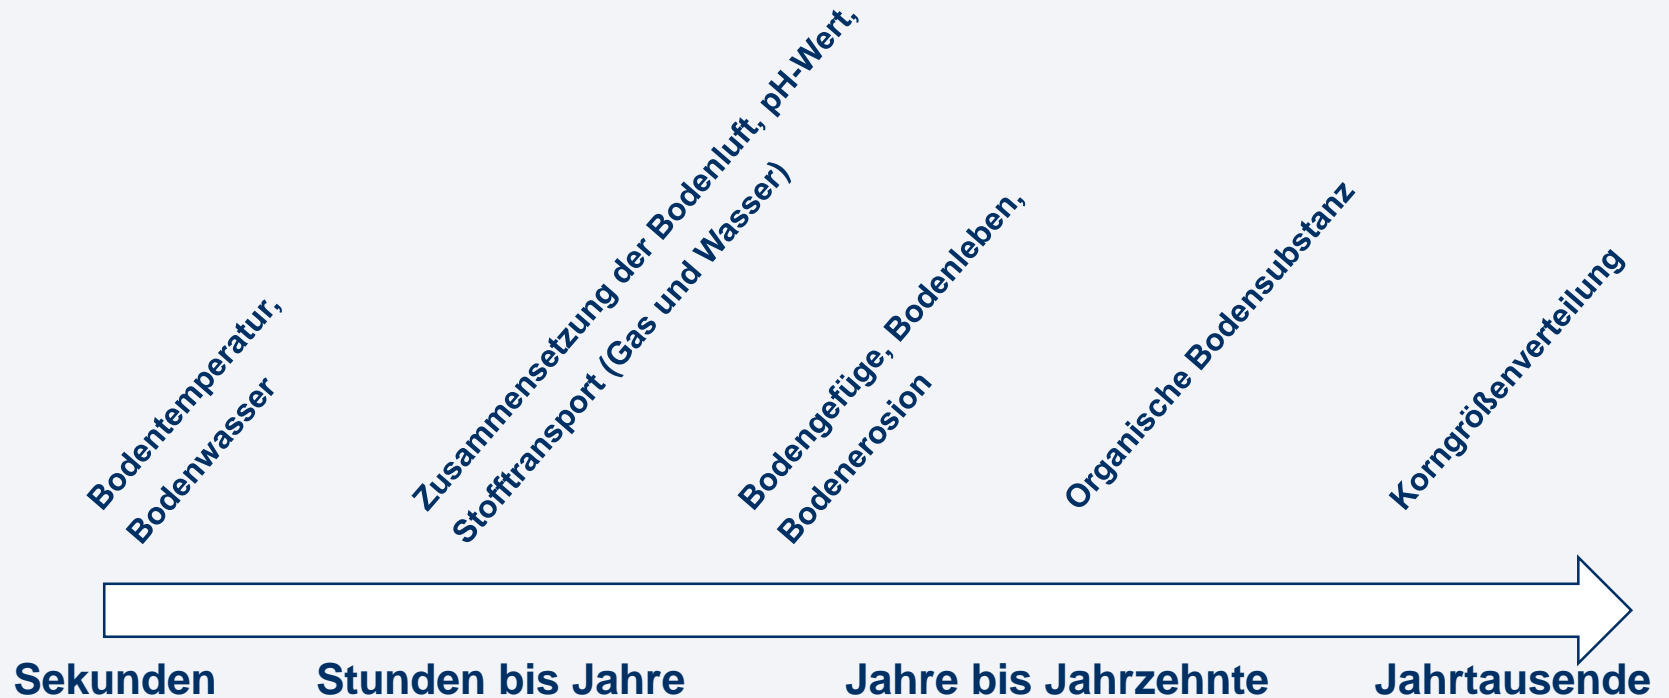 Bodentemperatur,
Bodenwasser
Zusammensetzung der Bodenluft, pH-Wert,
Stofftransport (Gas und Wasser)
Bodengefüge, Bodenleben,
Bodenerosion
Organische Bodensubstanz
Korngrößenverteilung
Sekunden
Stunden bis Jahre
Jahre bis Jahrzehnte
Jahrtausende